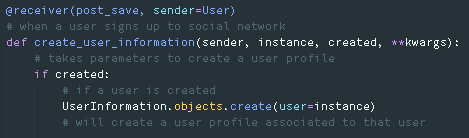 @receiver(post_save, sender=User)
# when a user signs up to social network
def create_user_information(sender, instance, created, **kwargs):
    # takes parameters to create a user profile
    if created:
        # if a user is created
        UserInformation.objects.create(user=instance)
        # will create a user profile associated to that user